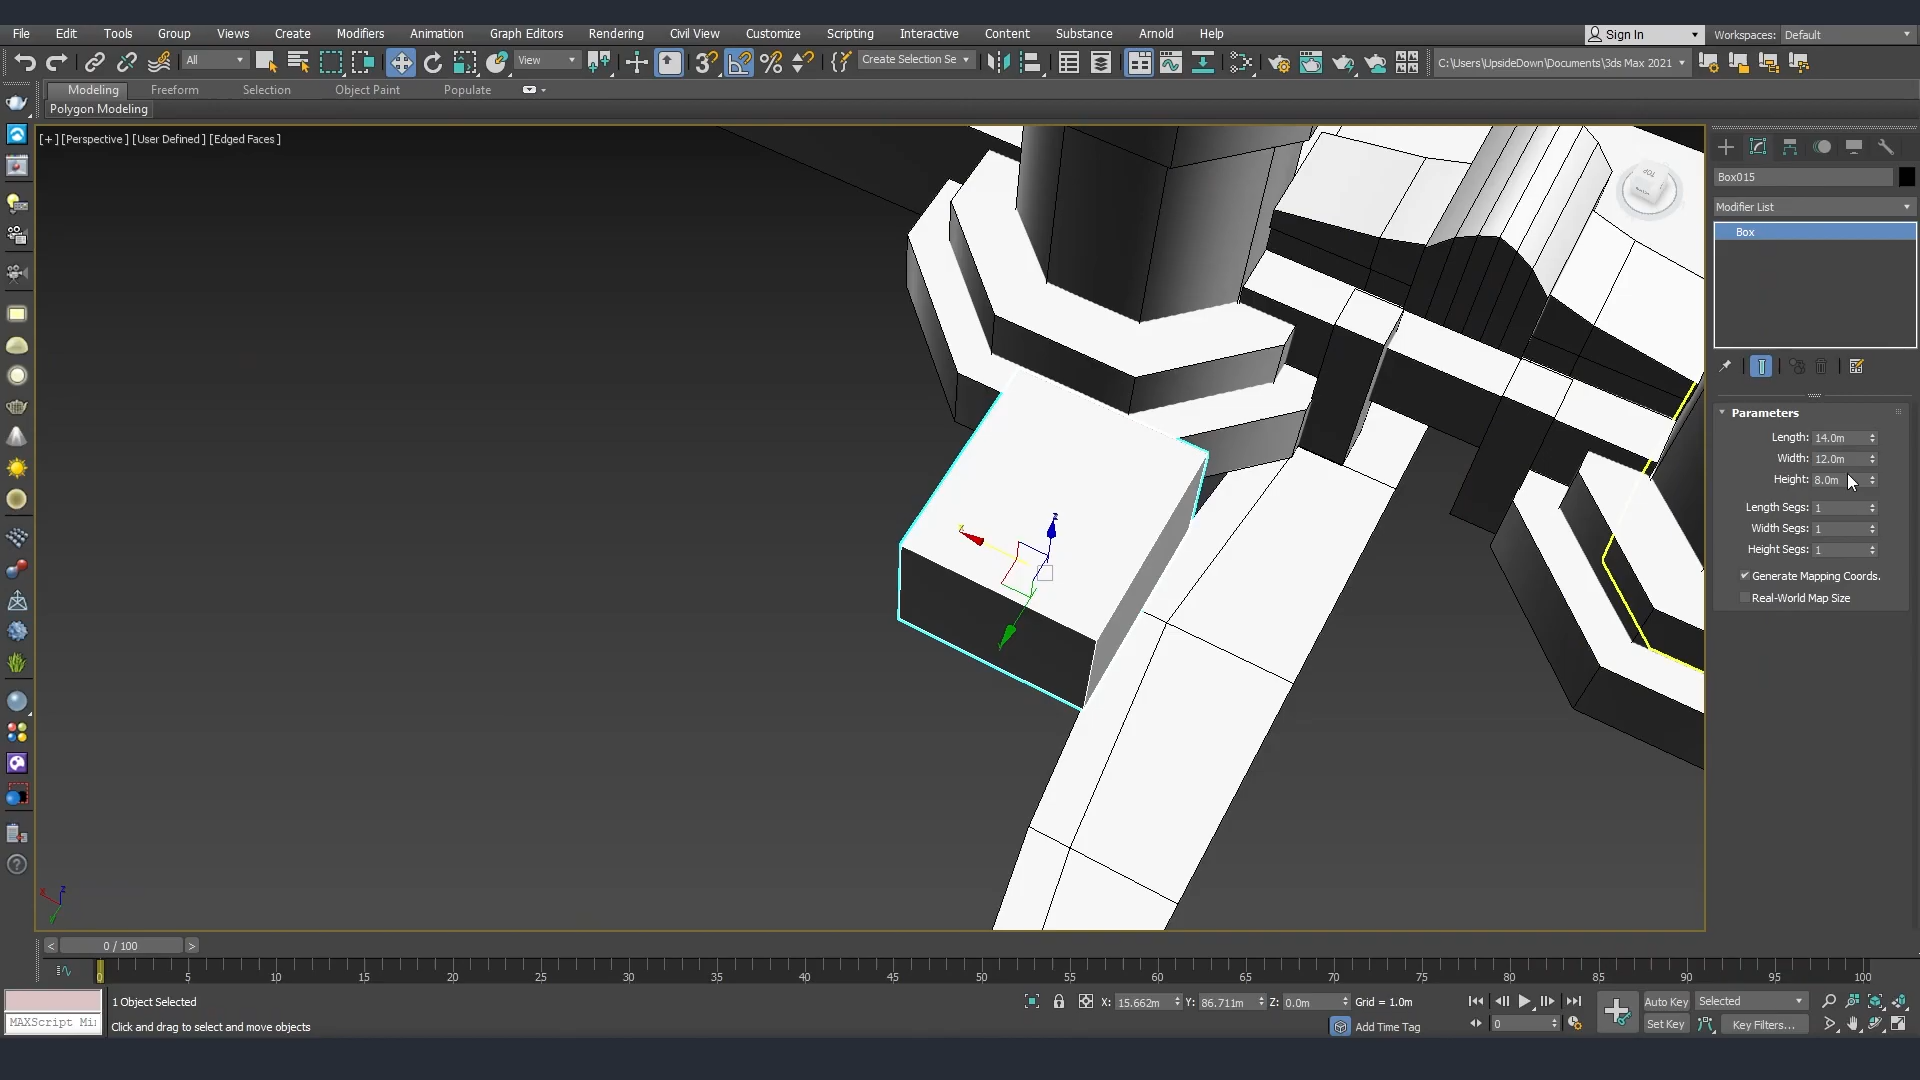 File Edit Tools Group Views Create Modifiers Animation Graph Editors Rendering Civil View Customize Scripting Interactive Content Substance Arnold Help Sign In Workspaces: Default
All View 3 Create Selection Se C:\Users\UpsideDown\Documents\3ds Max 2021
Modeling Freeform Selection Object Paint Populate
Polygon Modeling
[+] [Perspective] [User Defined] [Edged Faces]
TOP
Box015
Modifier List
Box
Parameters
Length: 14.0m
Width: 12.0m
Height: 8.0m
Length Segs: 1
Width Segs: 1
Height Segs: 1
Generate Mapping Coords.
Real-World Map Size
x z y
z x y
< 0 / 100 >
0 5 10 15 20 25 30 35 40 45 50 55 60 65 70 75 80 85 90 95 100
1 Object Selected X: 15.662m Y: 86.711m Z: 0.0m Grid = 1.0m Auto Key Selected
MAXScript Mi Click and drag to select and move objects Add Time Tag 0 Set Key Key Filters...